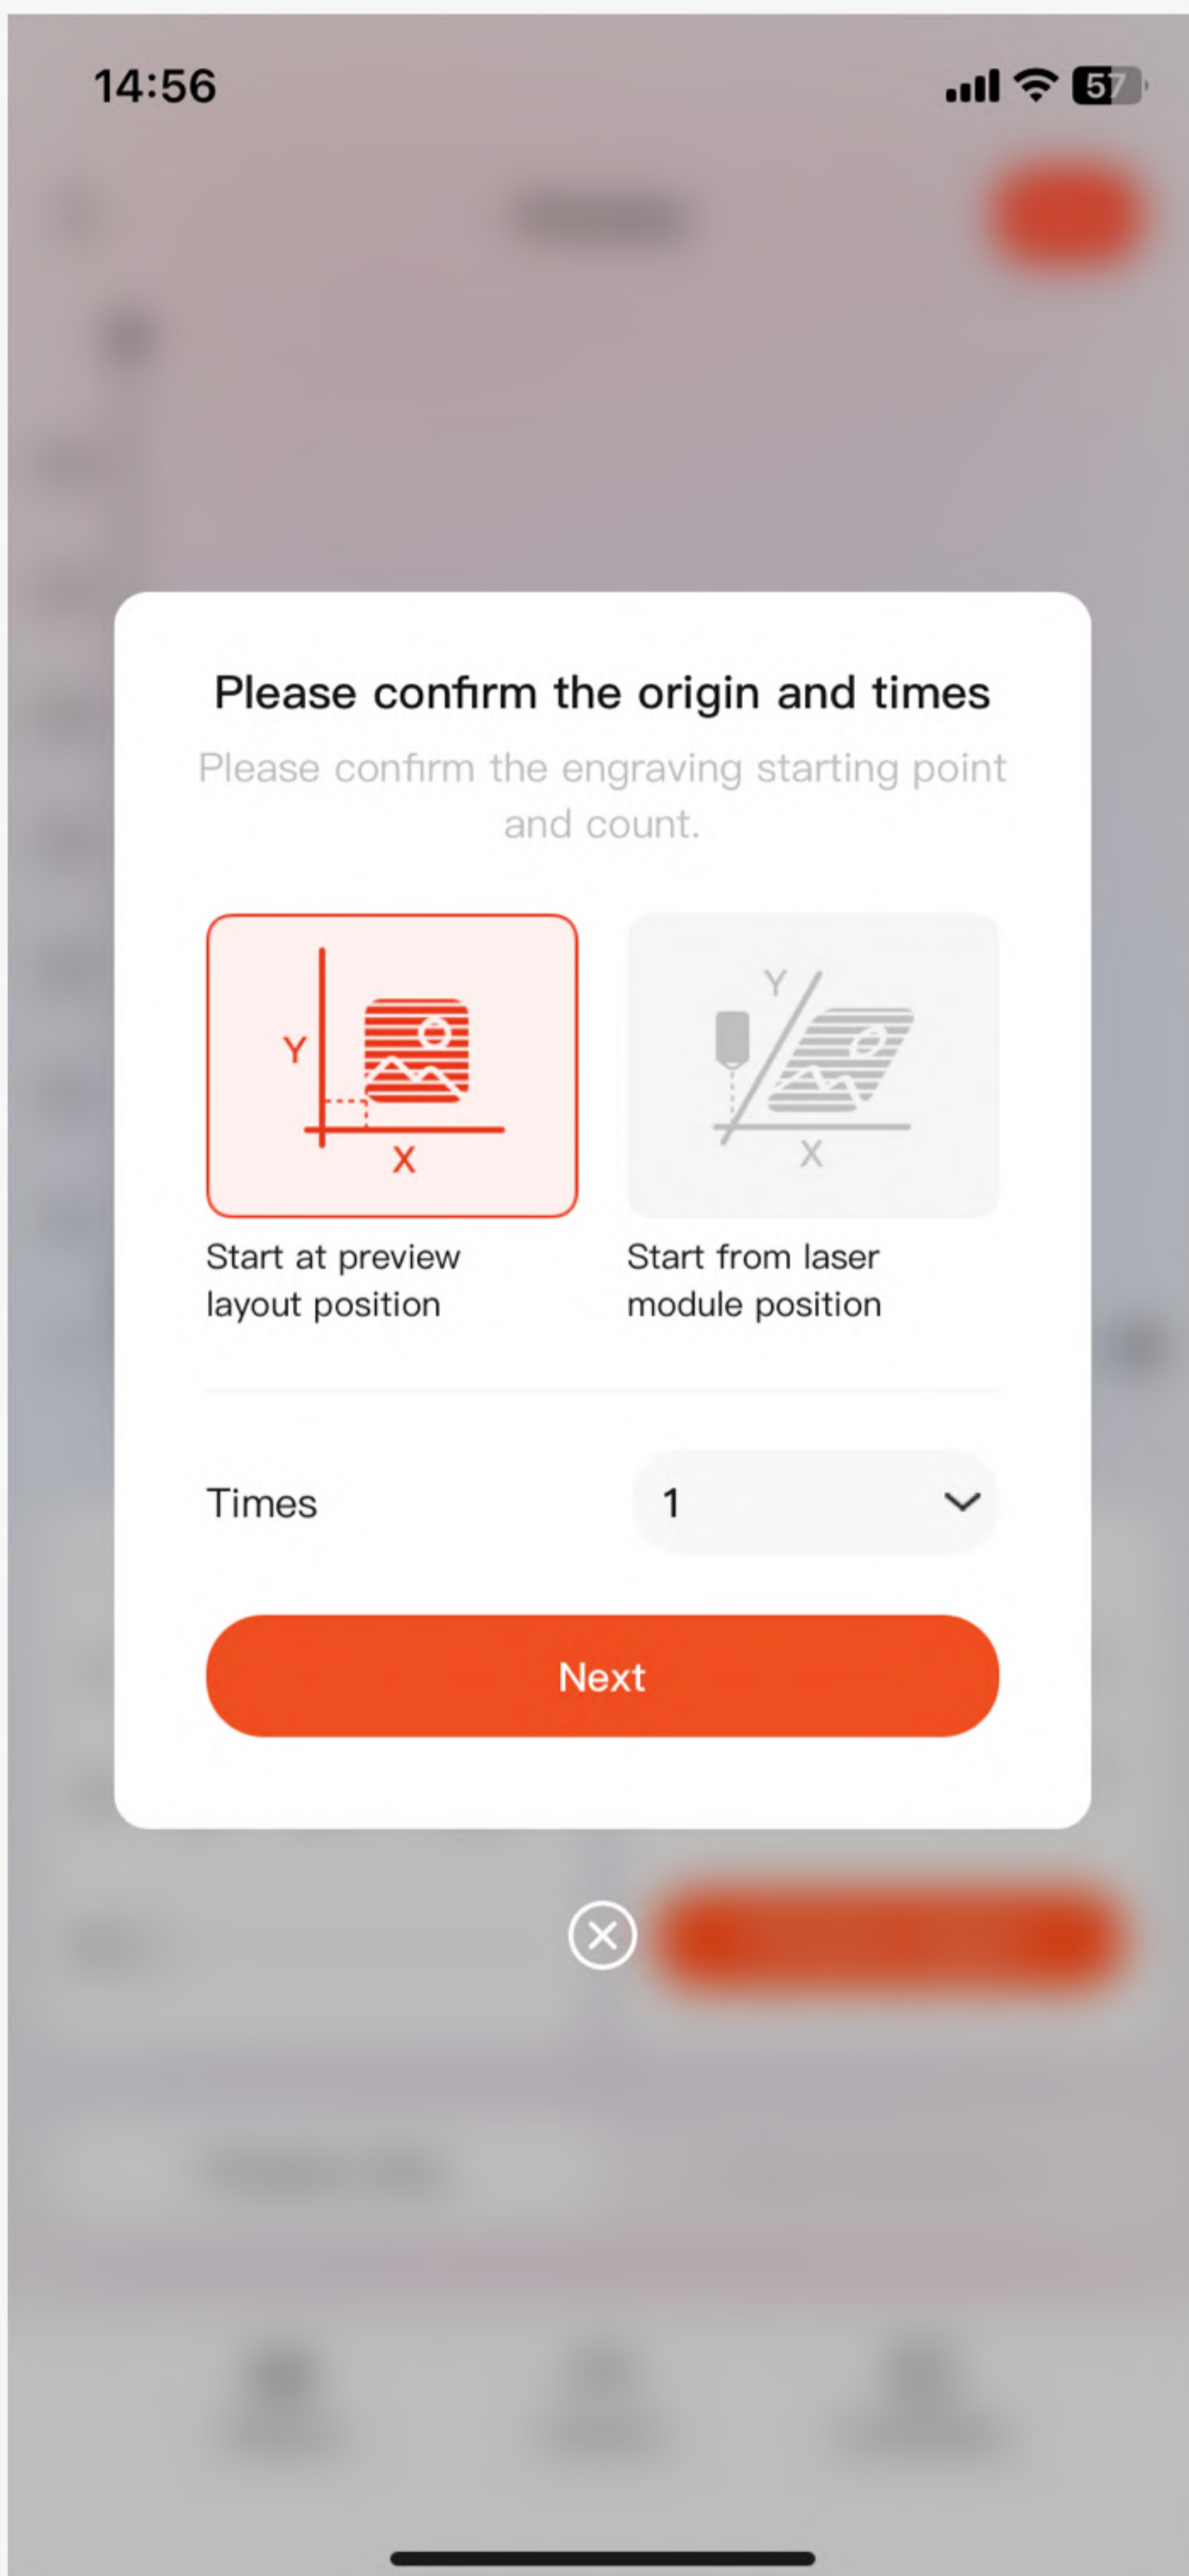 14:56
57
Please confirm the origin and times
Please confirm the engraving starting point
and count.
Y
X
Y
X
Start at preview
layout position
Start from laser
module position
Times
1
Next